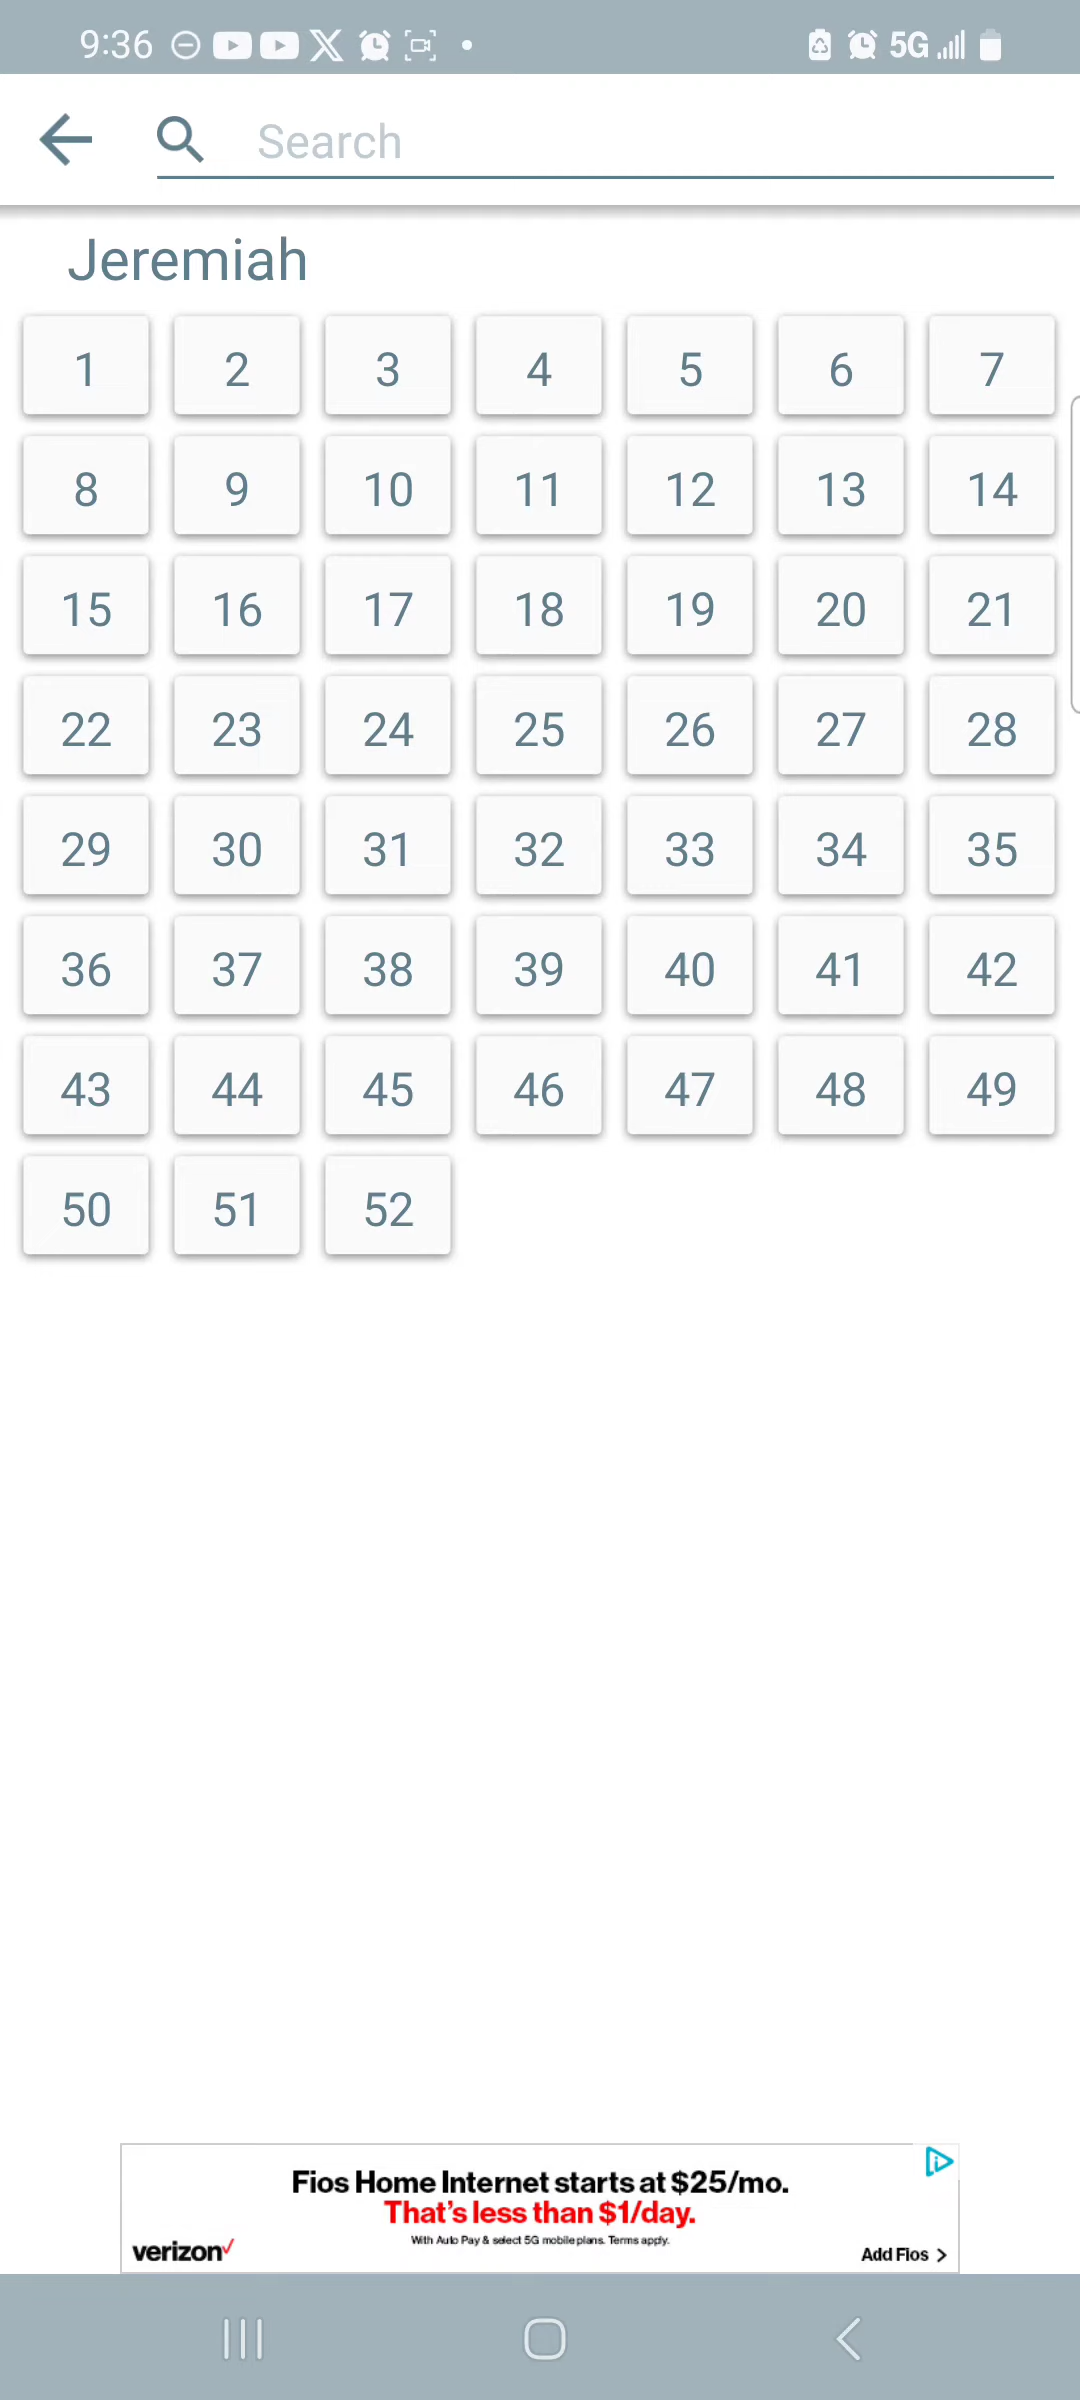 9:36 5G
Search
Jeremiah
1 2 3 4 5 6 7
8 9 10 11 12 13 14
15 16 17 18 19 20 21
22 23 24 25 26 27 28
29 30 31 32 33 34 35
36 37 38 39 40 41 42
43 44 45 46 47 48 49
50 51 52
Fios Home Internet starts at $25/mo.
That's less than $1/day.
With Auto Pay & select 5G mobile plans. Terms apply.
verizon
Add Fios >